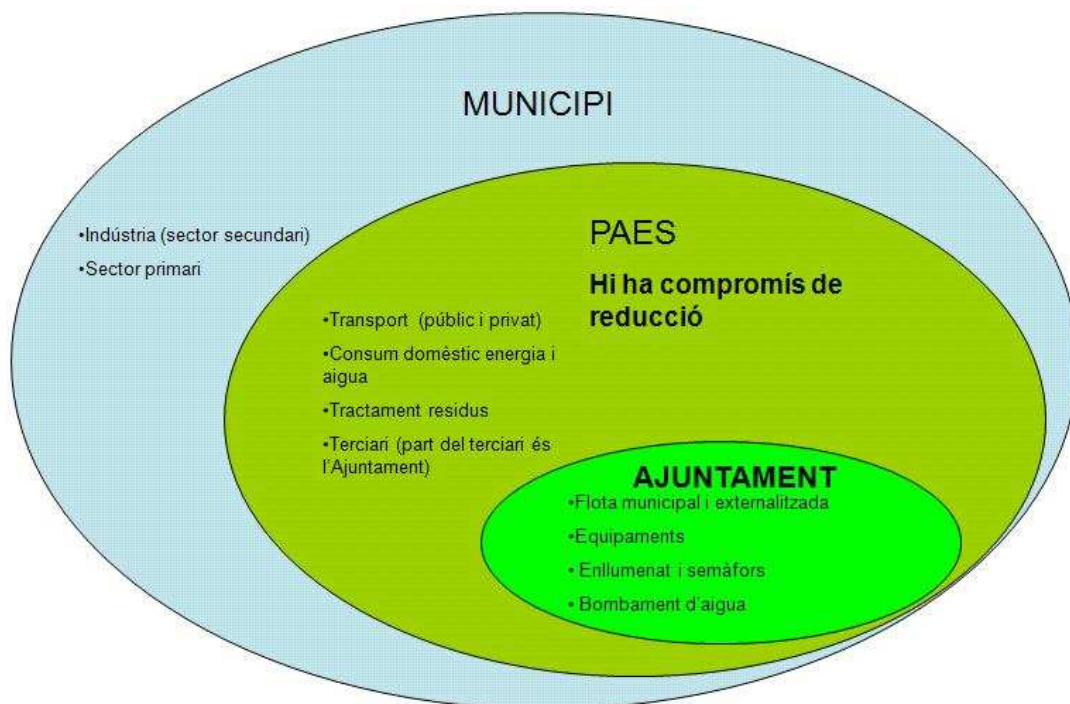 MUNICIPI
•Indústria (sector secundari)
•Sector primari
PAES
Hi ha compromís de
reducció
•Transport (públic i privat)
•Consum domèstic energia i
aigua
•Tractament residus
•Terciari (part del terciari és
l'Ajuntament)
AJUNTAMENT
•Flota municipal i externalitzada
•Equipaments
• Enllumenat i semàfors
• Bombament d'aigua